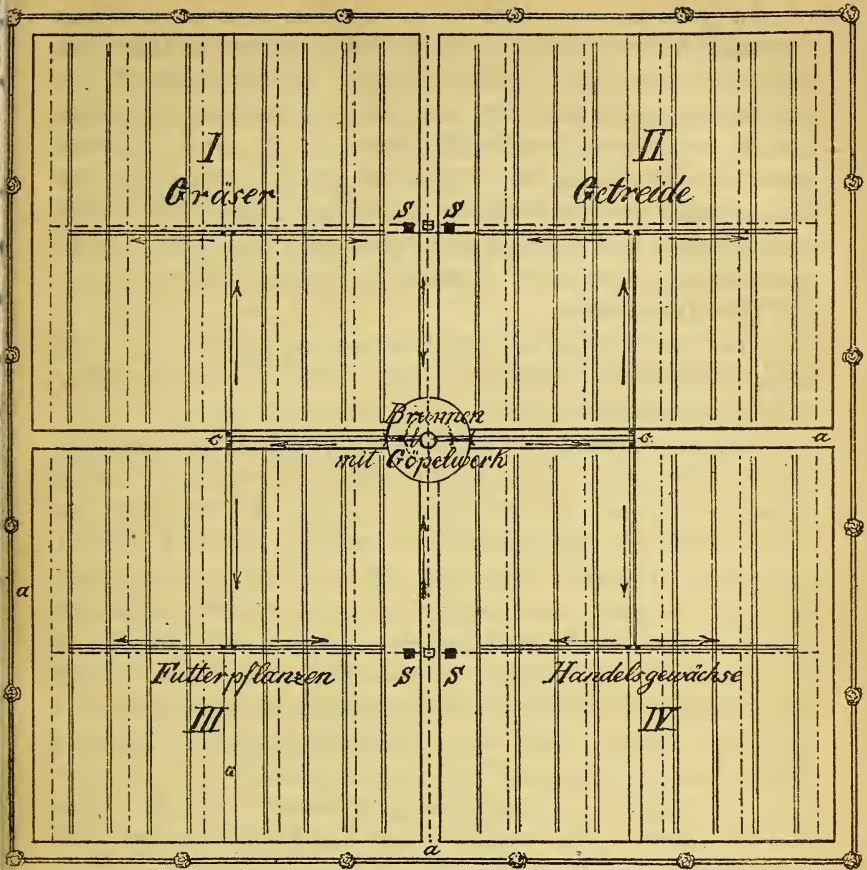 I
Gräser
II
Getreide
S S
c Brunnen c. a
b
mit Göpelwerk
a
Futterpflanzen S S Handelsgewächse
III
IV
a
a